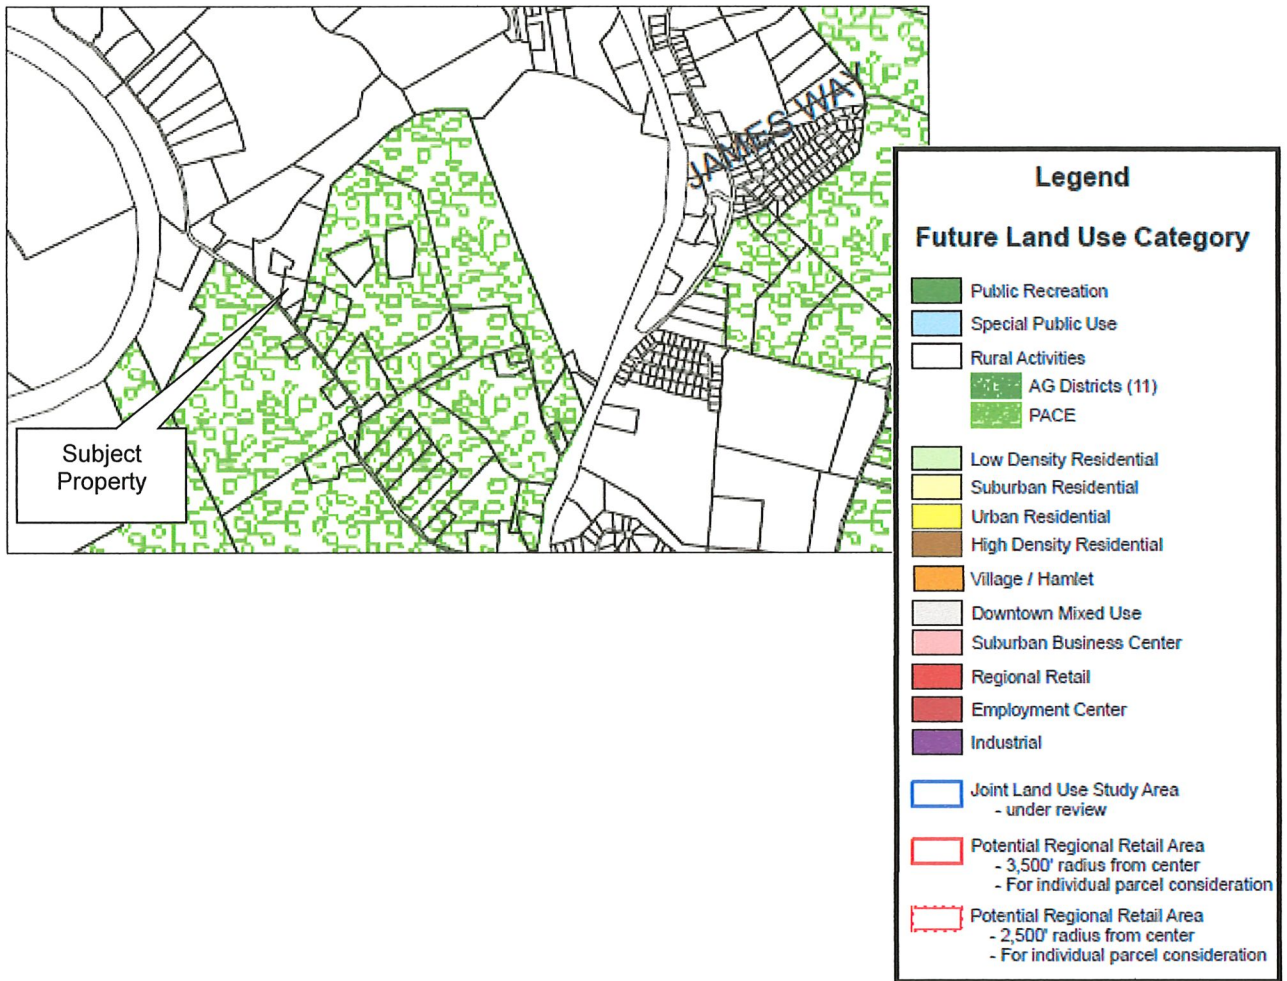 JAMES WAY
Subject
Property
Legend
Future Land Use Category
Public Recreation
Special Public Use
Rural Activities
AG Districts (11)
PACE
Low Density Residential
Suburban Residential
Urban Residential
High Density Residential
Village / Hamlet
Downtown Mixed Use
Suburban Business Center
Regional Retail
Employment Center
Industrial
Joint Land Use Study Area
- under review
Potential Regional Retail Area
- 3,500' radius from center
- For individual parcel consideration
Potential Regional Retail Area
- 2,500' radius from center
- For individual parcel consideration